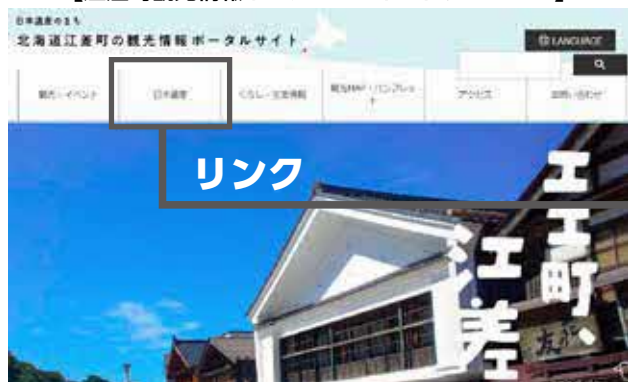 日本遺産のまち
北海道江差町の観光情報ポータルサイト
LANGUAGE
観光・イベント
日本遺産
くらし・生活情報
観光MAP・パンフレット
アクセス
お問い合わせ
リンク
エエ町、
江差